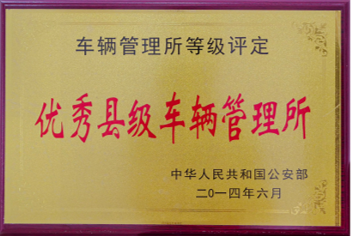 车辆管理所等级评定
优秀县级车辆管理所
中华人民共和国公安部
二〇一四年六月